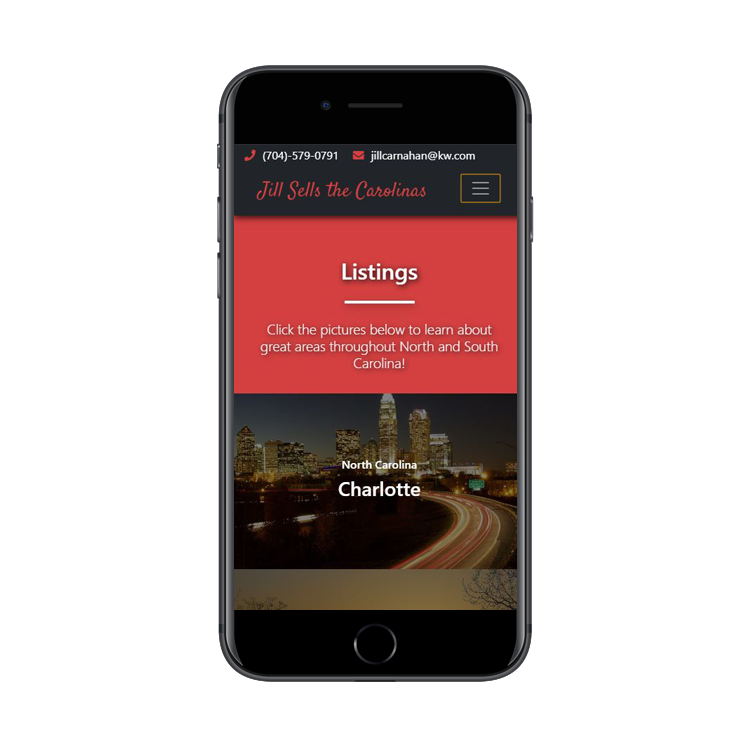 (704)-579-0791 jillcarnahan@kw.com
Jill Sells the Carolinas
Listings
Click the pictures below to learn about
great areas throughout North and South
Carolina!
North Carolina
Charlotte